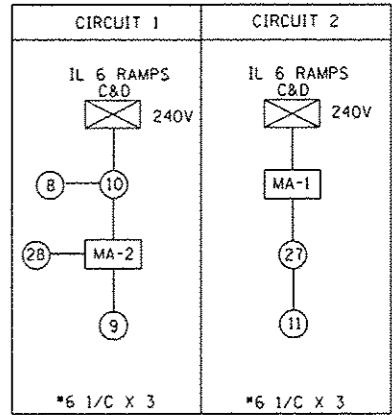 CIRCUIT 1
IL 6 RAMPS
C&D
240V
8
10
28
MA-2
9
#6 1/C X 3
CIRCUIT 2
IL 6 RAMPS
C&D
240V
MA-1
27
11
#6 1/C X 3